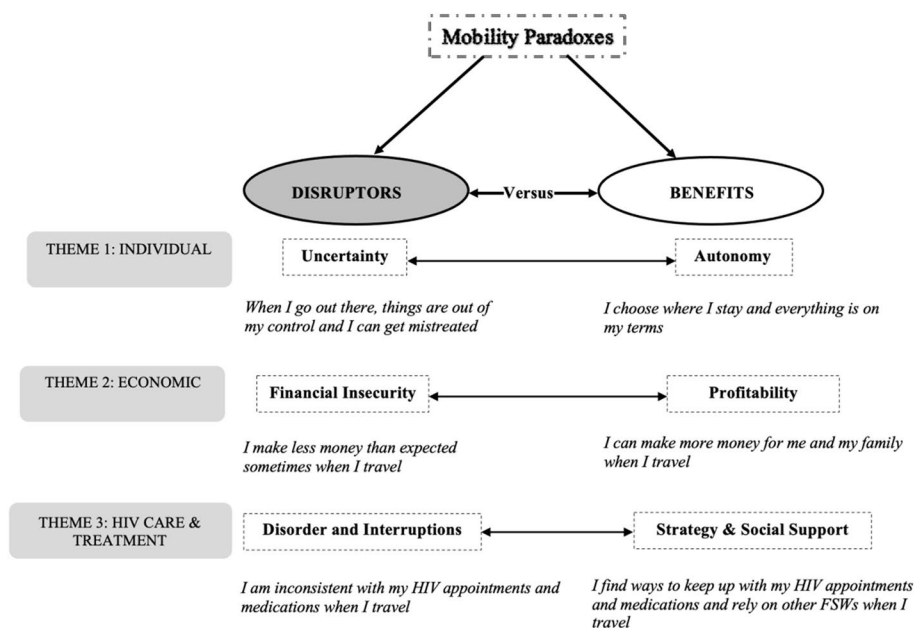 Mobility Paradoxes
DISRUPTORS
Versus
BENEFITS
THEME 1: INDIVIDUAL
Uncertainty
Autonomy
When I go out there, things are out of
my control and I can get mistreated
I choose where I stay and everything is on
my terms
THEME 2: ECONOMIC
Financial Insecurity
Profitability
I make less money than expected
sometimes when I travel
I can make more money for me and my family
when I travel
THEME 3: HIV CARE &
TREATMENT
Disorder and Interruptions
Strategy & Social Support
I am inconsistent with my HIV appointments and
medications when I travel
I find ways to keep up with my HIV appointments
and medications and rely on other FSWs when I
travel